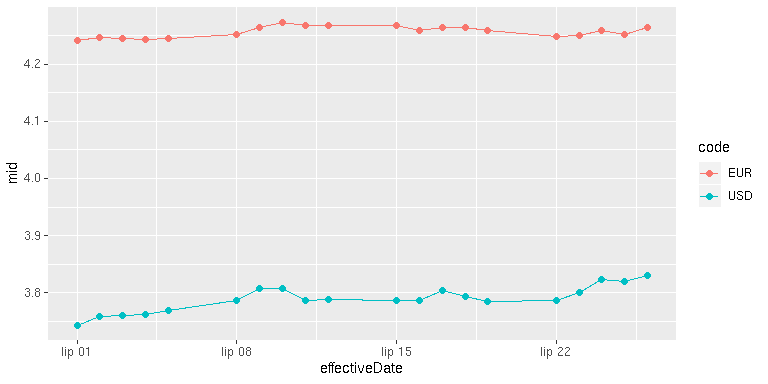 4.2
4.1
4.0
3.9
3.8
mid
lip 01
lip 08
lip 15
lip 22
effectiveDate
code
EUR
USD